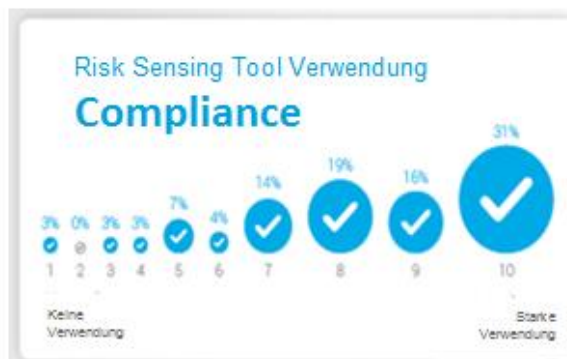 Risk Sensing Tool Verwendung
Compliance
3% 0% 3% 3% 7% 4% 14% 19% 16% 31%
1 2 3 4 5 6 7 8 9 10
Keine
Verwendung
Starke
Verwendung